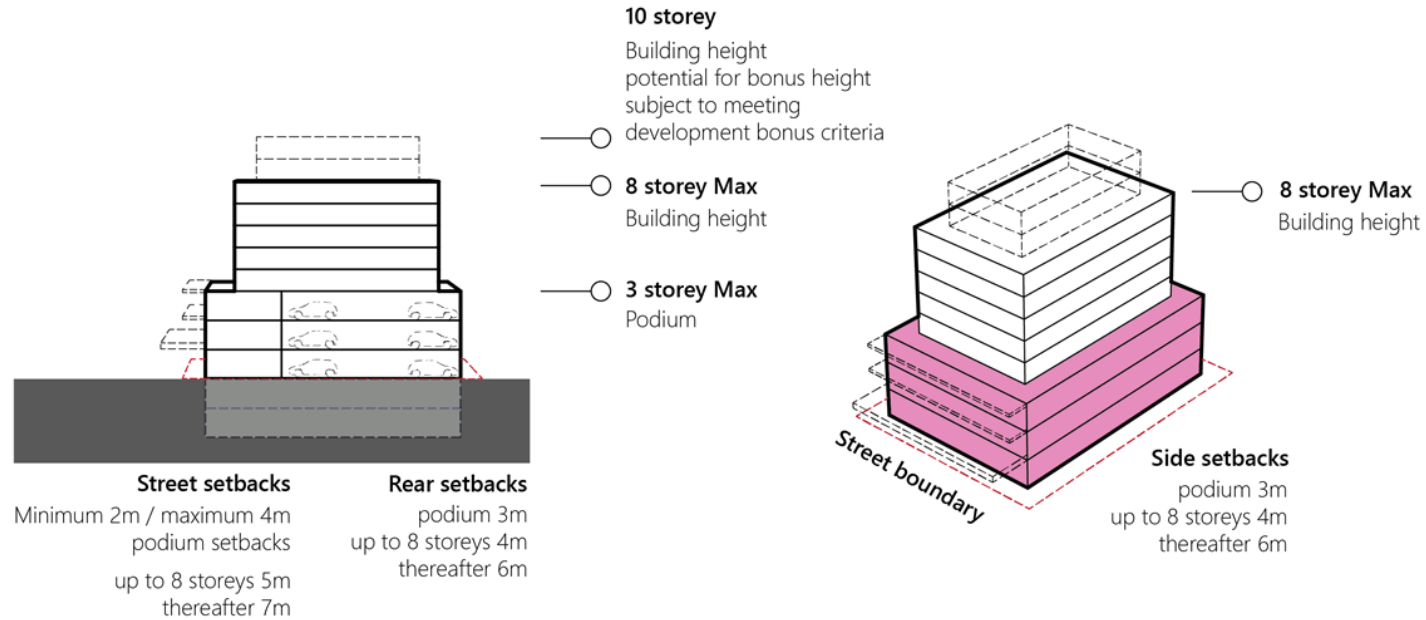 10 storey
Building height
potential for bonus height
subject to meeting
development bonus criteria
8 storey Max
Building height
3 storey Max
Podium
Street setbacks
Minimum 2m / maximum 4m
podium setbacks
up to 8 storeys 5m
thereafter 7m
Rear setbacks
podium 3m
up to 8 storeys 4m
thereafter 6m
8 storey Max
Building height
Street boundary
Side setbacks
podium 3m
up to 8 storeys 4m
thereafter 6m